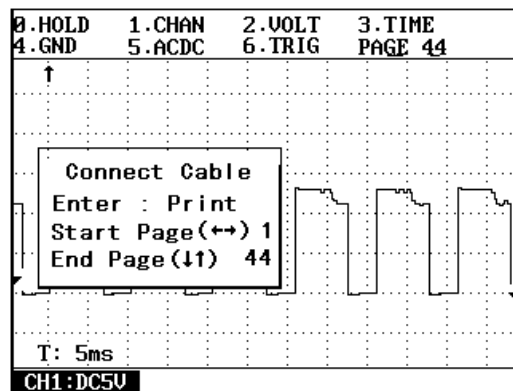 0.HOLD 1.CHAN 2.VOLT 3.TIME
4.GND 5.ACDC 6.TRIG PAGE 44
Connect Cable
Enter : Print
Start Page(↔) 1
End Page(↓↑) 44
T: 5ms
CH1:DC5V